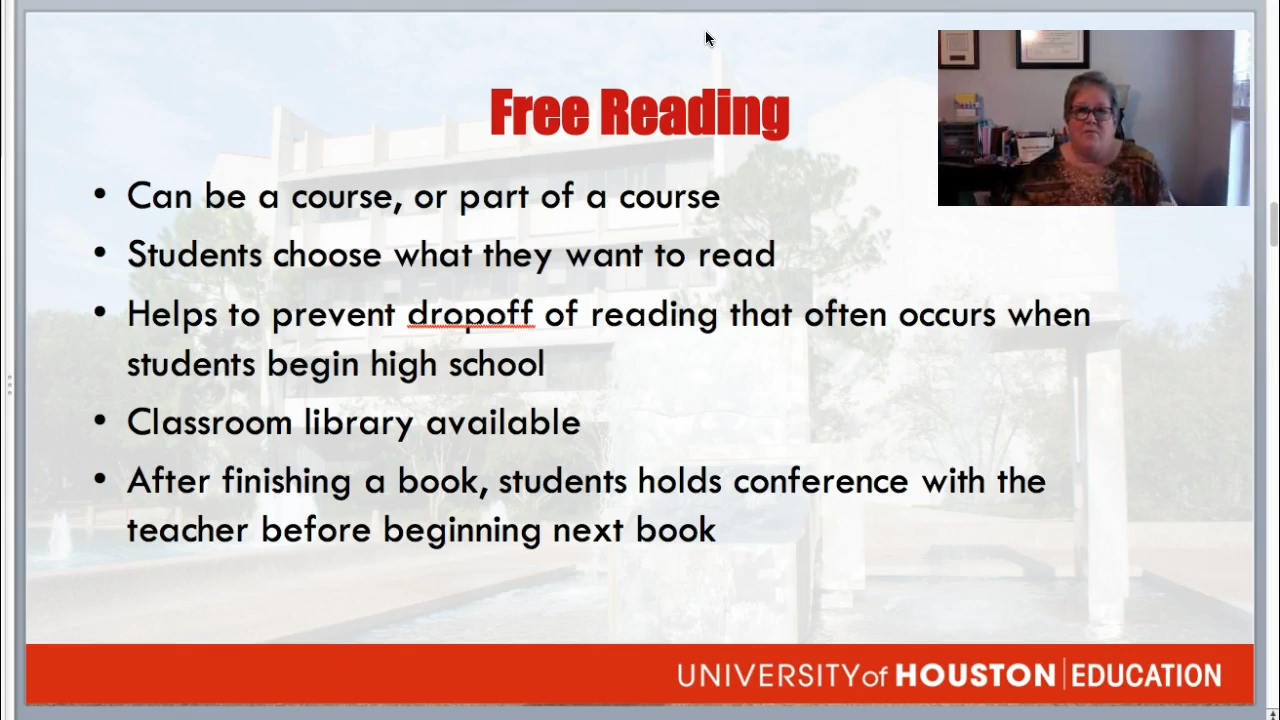 Free Reading
• Can be a course, or part of a course
• Students choose what they want to read
• Helps to prevent dropoff of reading that often occurs when
students begin high school
• Classroom library available
• After finishing a book, students holds conference with the
teacher before beginning next book
UNIVERSITY of HOUSTON | EDUCATION